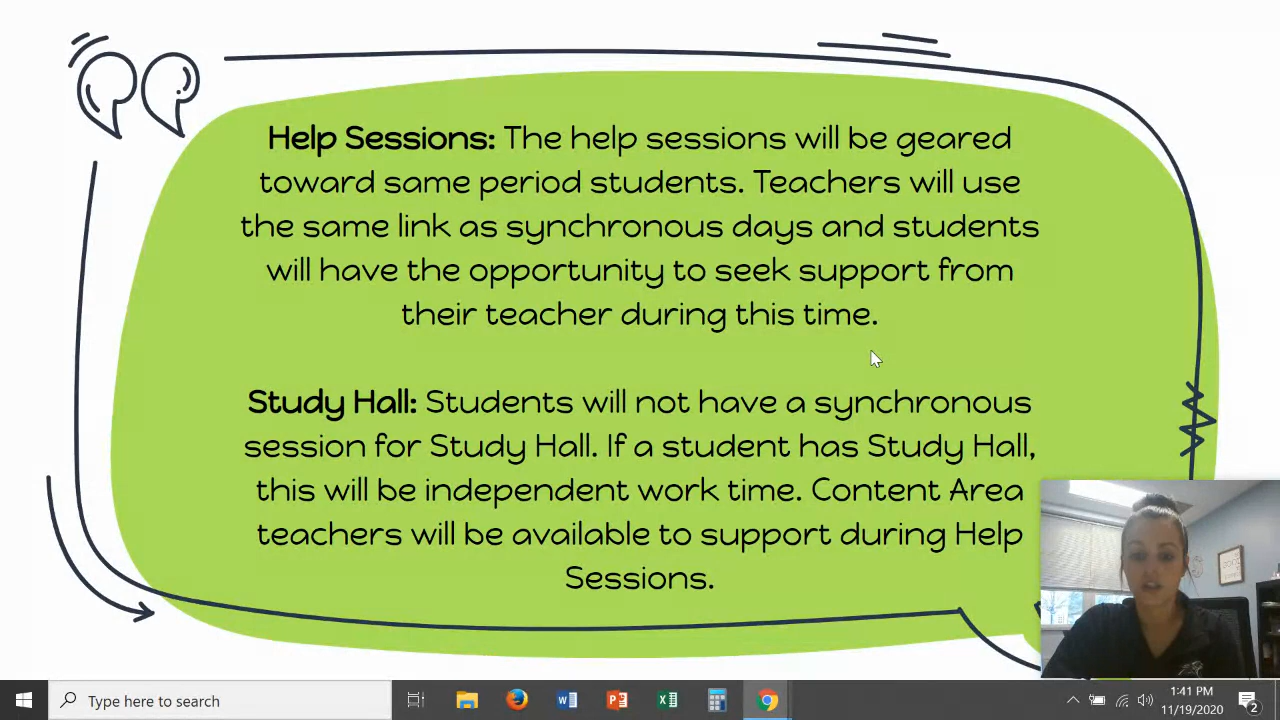 Help Sessions: The help sessions will be geared
toward same period students. Teachers will use
the same link as synchronous days and students
will have the opportunity to seek support from
their teacher during this time.
Study Hall: Students will not have a synchronous
session for Study Hall. If a student has Study Hall,
this will be independent work time. Content Area
teachers will be available to support during Help
Sessions.
Type here to search
1:41 PM
11/19/2020
2